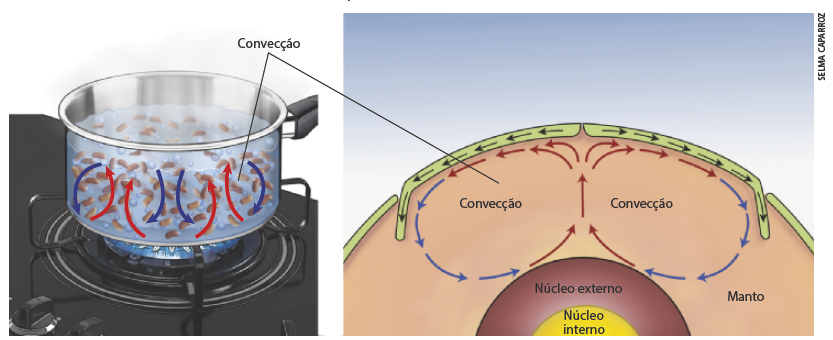 Convecção
SELMA CAPARROZ
Convecção
Convecção
Núcleo externo
Manto
Núcleo
interno